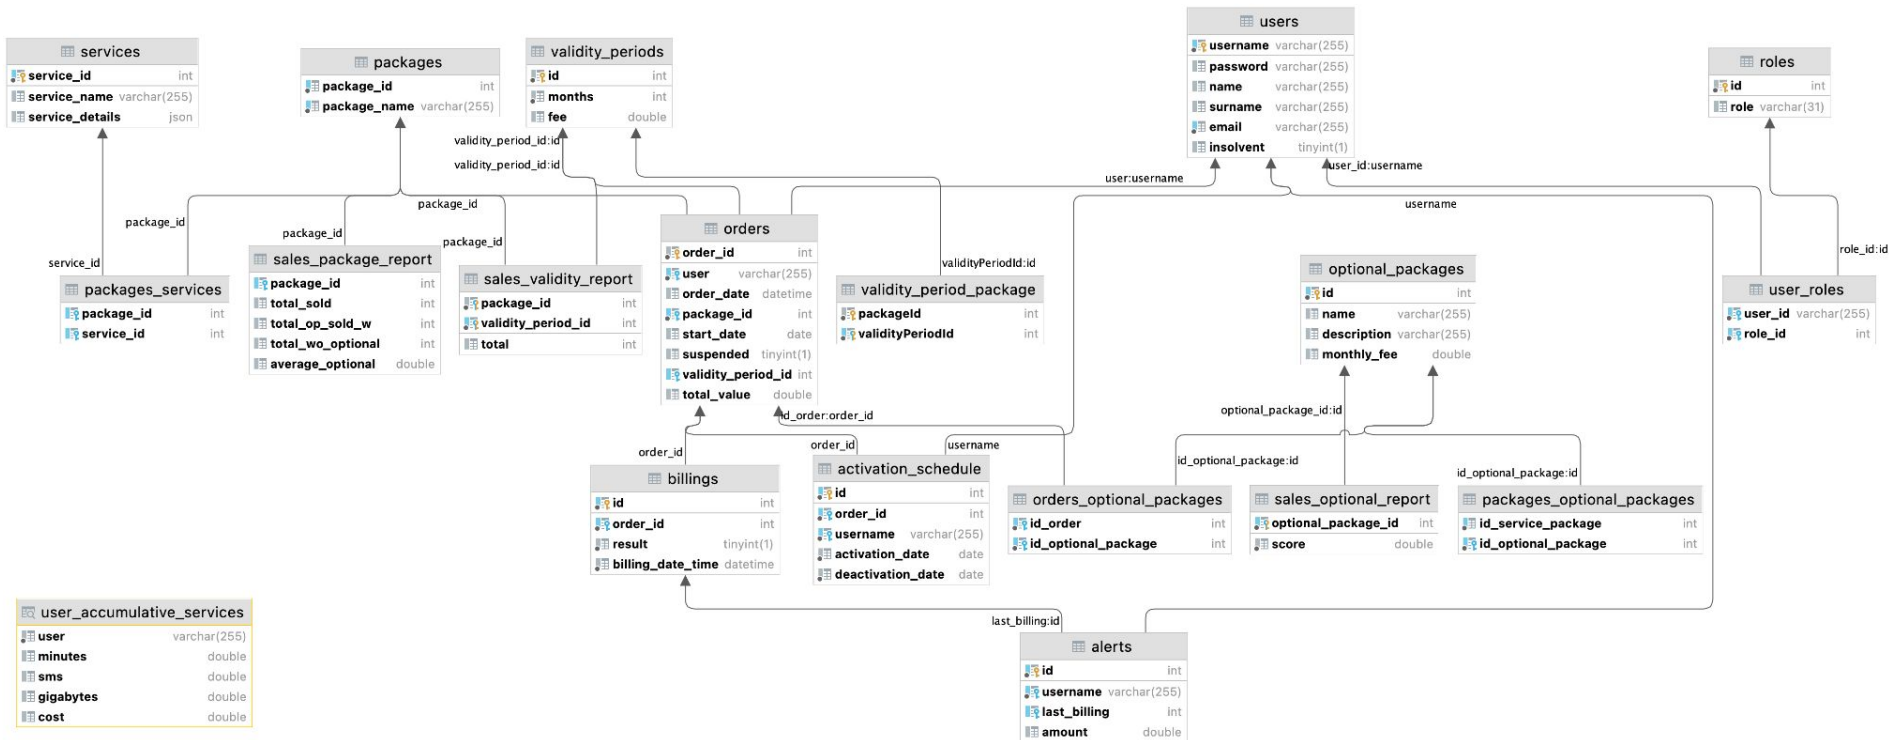 users
username varchar(255)
password varchar(255)
name varchar(255)
surname varchar(255)
email varchar(255)
insolvent tinyint(1)
services
service_id int
service_name varchar(255)
service_details json
packages
package_id int
package_name varchar(255)
validity_periods
id int
months int
fee double
roles
id int
role varchar(31)
validity_period_id:id
validity_period_id:id
user:username
user_id:username
package_id
package_id
package_id
package_id
username
service_id
validityPeriodId:id
role_id:id
packages_services
package_id int
service_id int
sales_package_report
package_id int
total_sold int
total_op_sold_w int
total_wo_optional int
average_optional double
sales_validity_report
package_id int
validity_period_id int
total int
orders
order_id int
user varchar(255)
order_date datetime
package_id int
start_date date
suspended tinyint(1)
validity_period_id int
total_value double
validity_period_package
packageId int
validityPeriodId int
optional_packages
id int
name varchar(255)
description varchar(255)
monthly_fee double
user_roles
user_id varchar(255)
role_id int
id_order:order_id
optional_package_id:id
order_id
order_id
username
id_optional_package:id
id_optional_package:id
billings
id int
order_id int
result tinyint(1)
billing_date_time datetime
activation_schedule
id int
order_id int
username varchar(255)
activation_date date
deactivation_date date
orders_optional_packages
id_order int
id_optional_package int
sales_optional_report
optional_package_id int
score double
packages_optional_packages
id_service_package int
id_optional_package int
user_accumulative_services
user varchar(255)
minutes double
sms double
gigabytes double
cost double
last_billing:id
alerts
id int
username varchar(255)
last_billing int
amount double